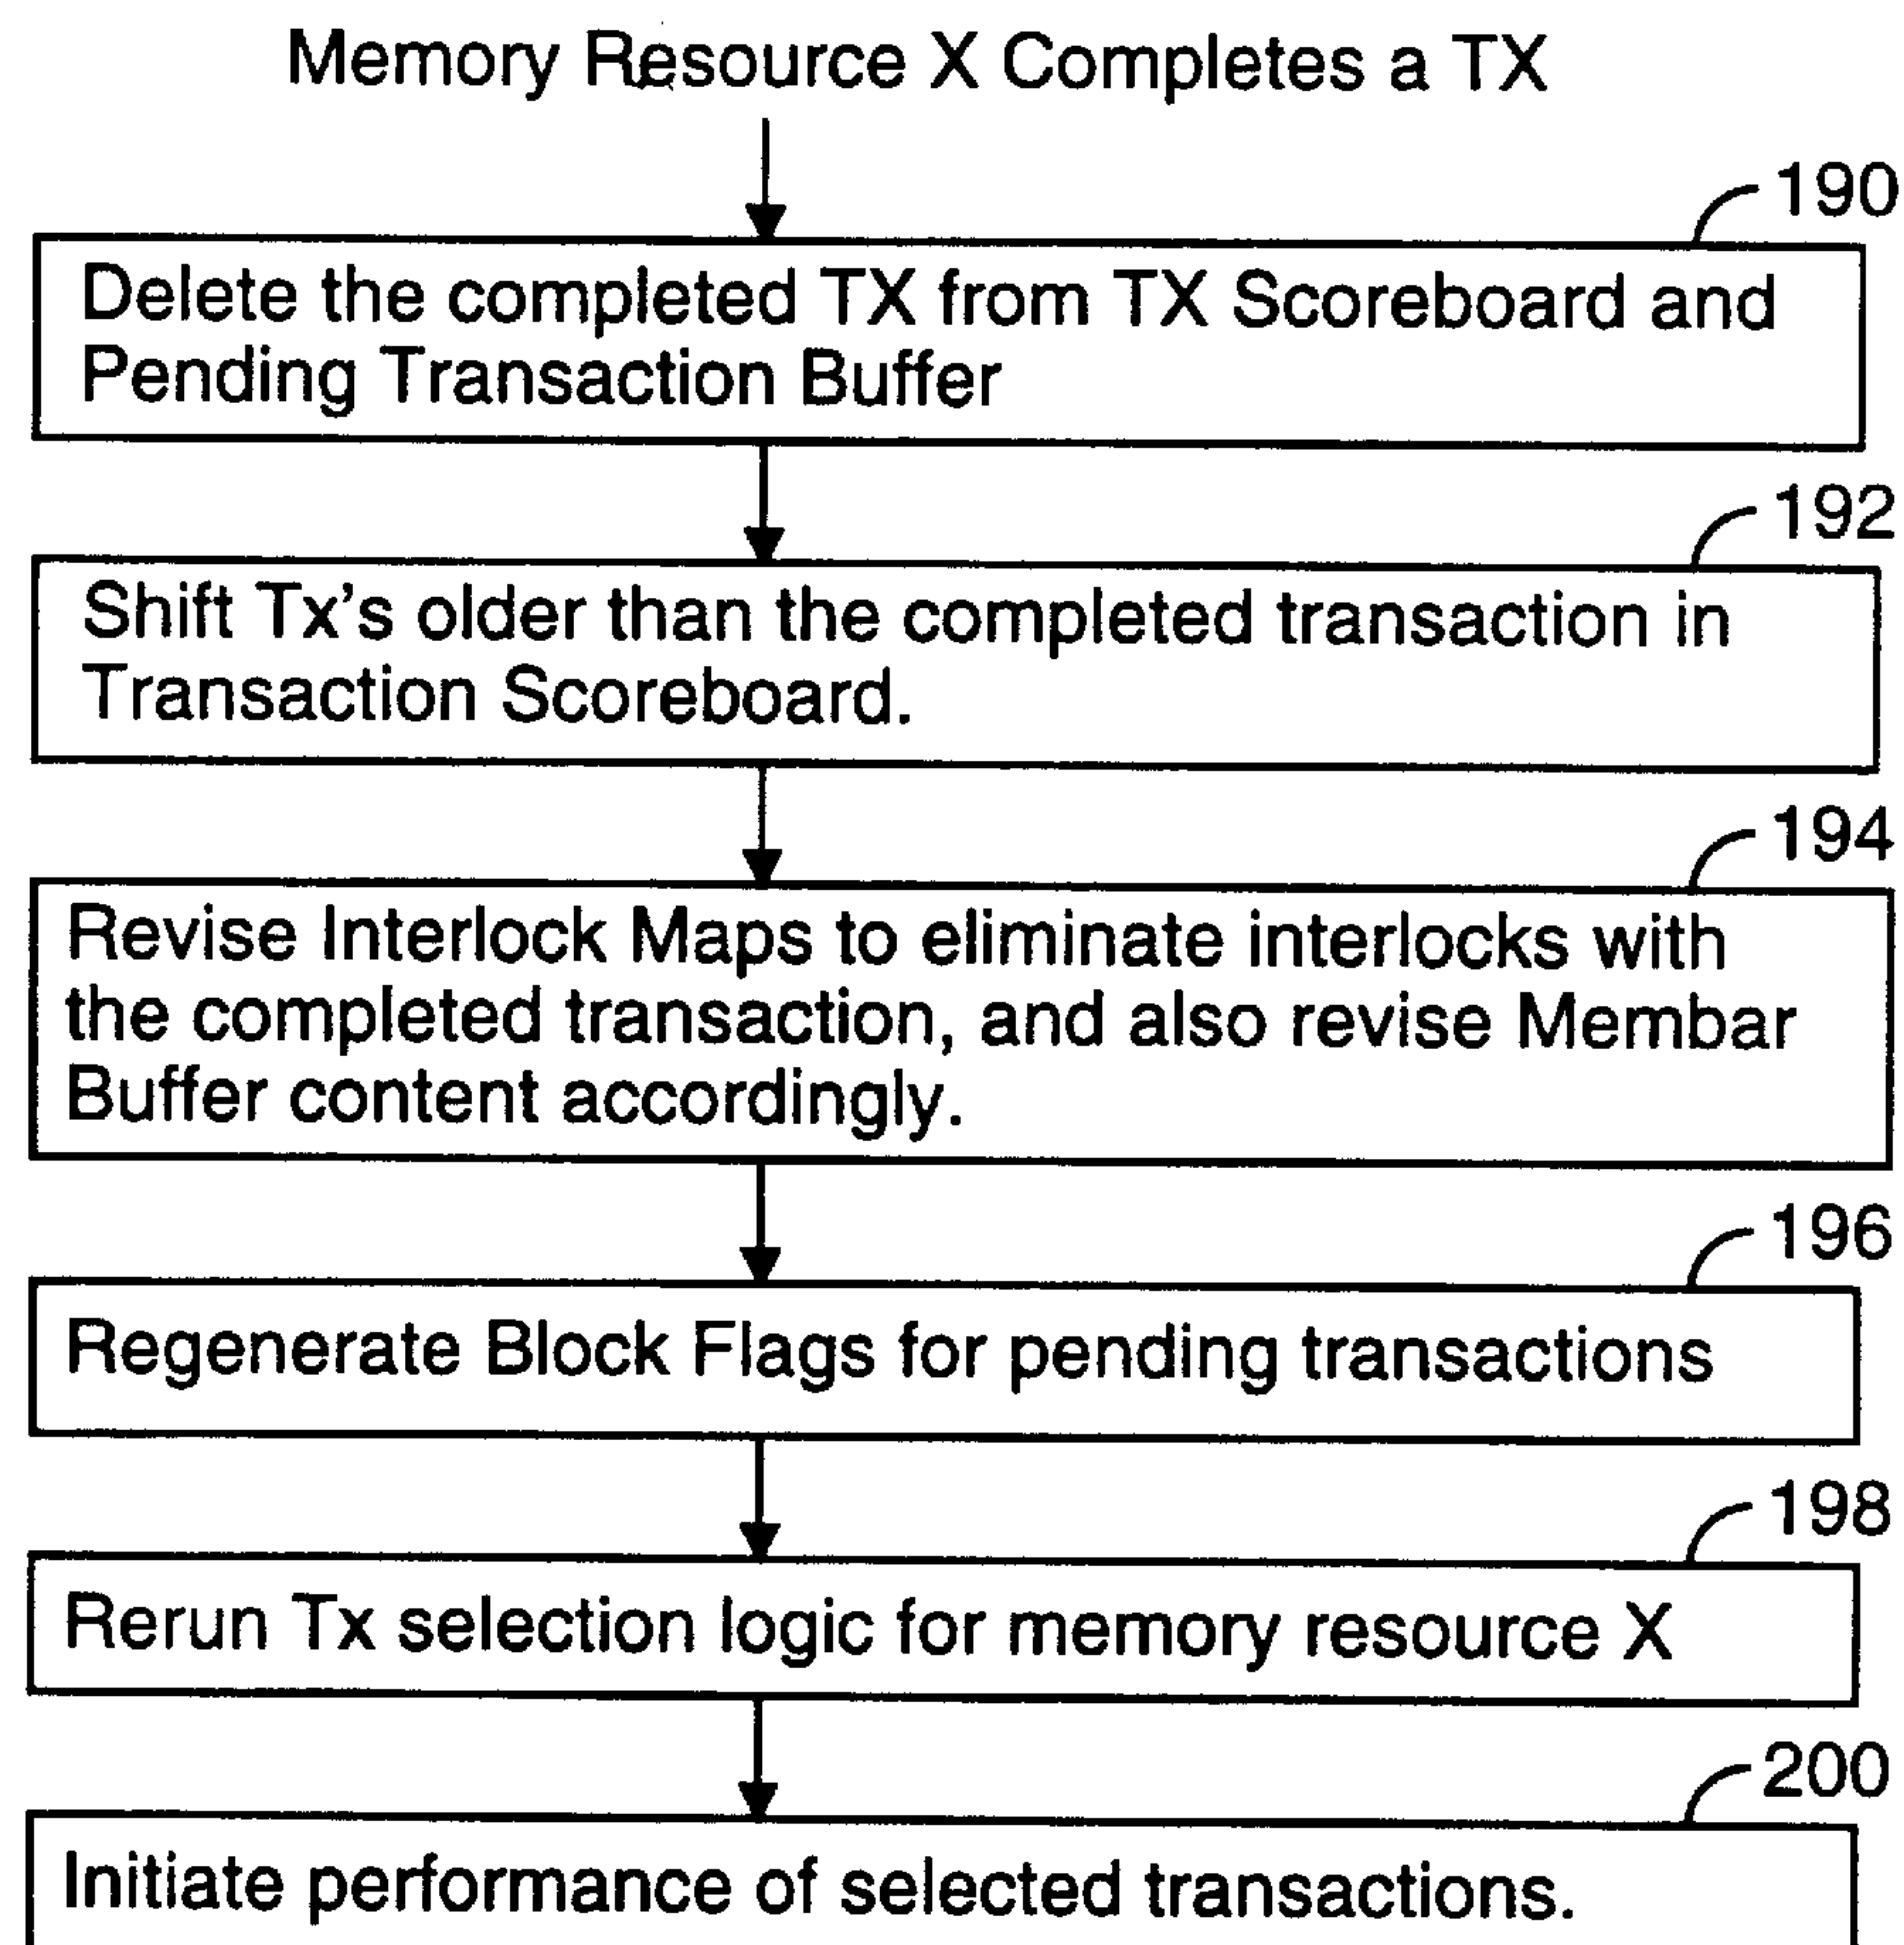 Memory Resource X Completes a TX
190
Delete the completed TX from TX Scoreboard and
Pending Transaction Buffer
192
Shift Tx's older than the completed transaction in
Transaction Scoreboard.
194
Revise Interlock Maps to eliminate interlocks with
the completed transaction, and also revise Membar
Buffer content accordingly.
196
Regenerate Block Flags for pending transactions
198
Rerun Tx selection logic for memory resource X
200
Initiate performance of selected transactions.